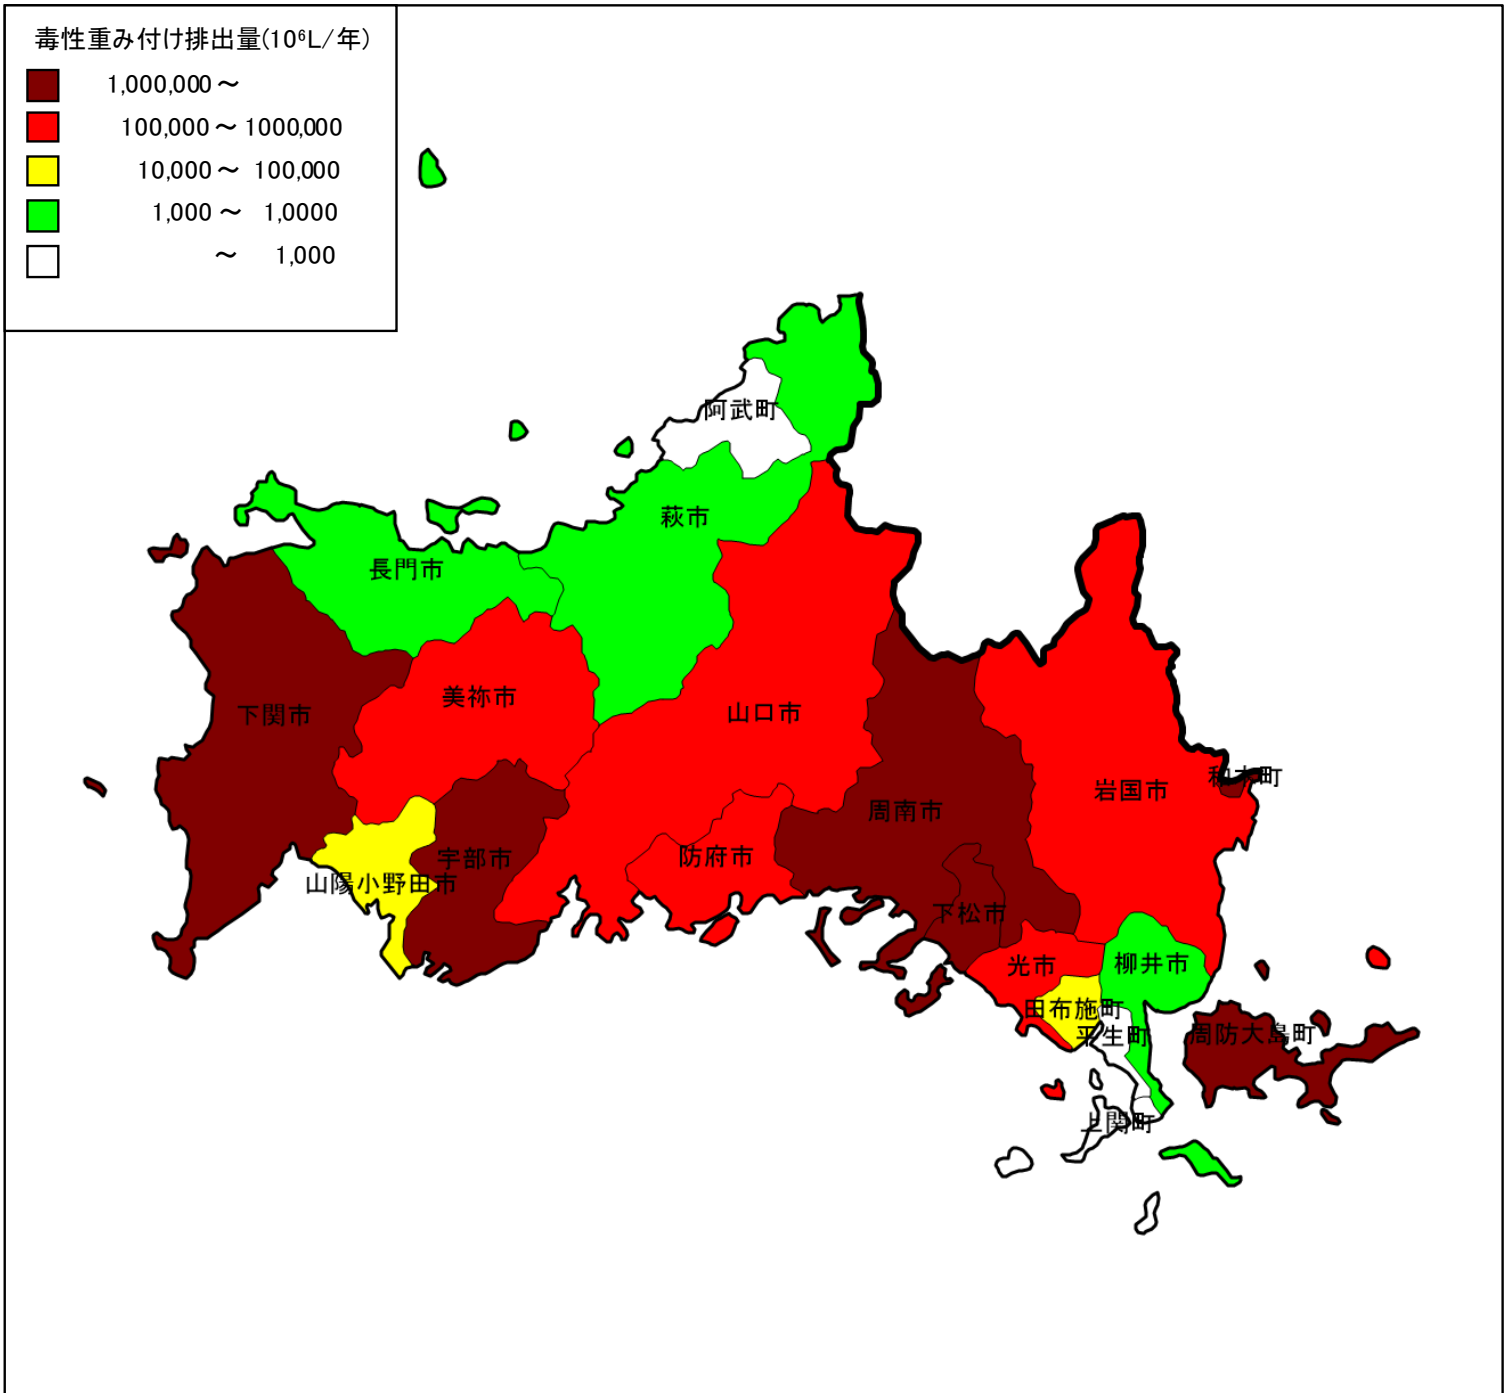 毒性重み付け排出量(10⁶L/年)
1,000,000～
100,000～1000,000
10,000～ 100,000
1,000～ 1,0000
～ 1,000
阿武町
萩市
長門市
美祢市
下関市
山口市
和木町
岩国市
周南市
防府市
宇部市
山陽小野田市
下松市
光市
柳井市
田布施町
平生町
周防大島町
上関町